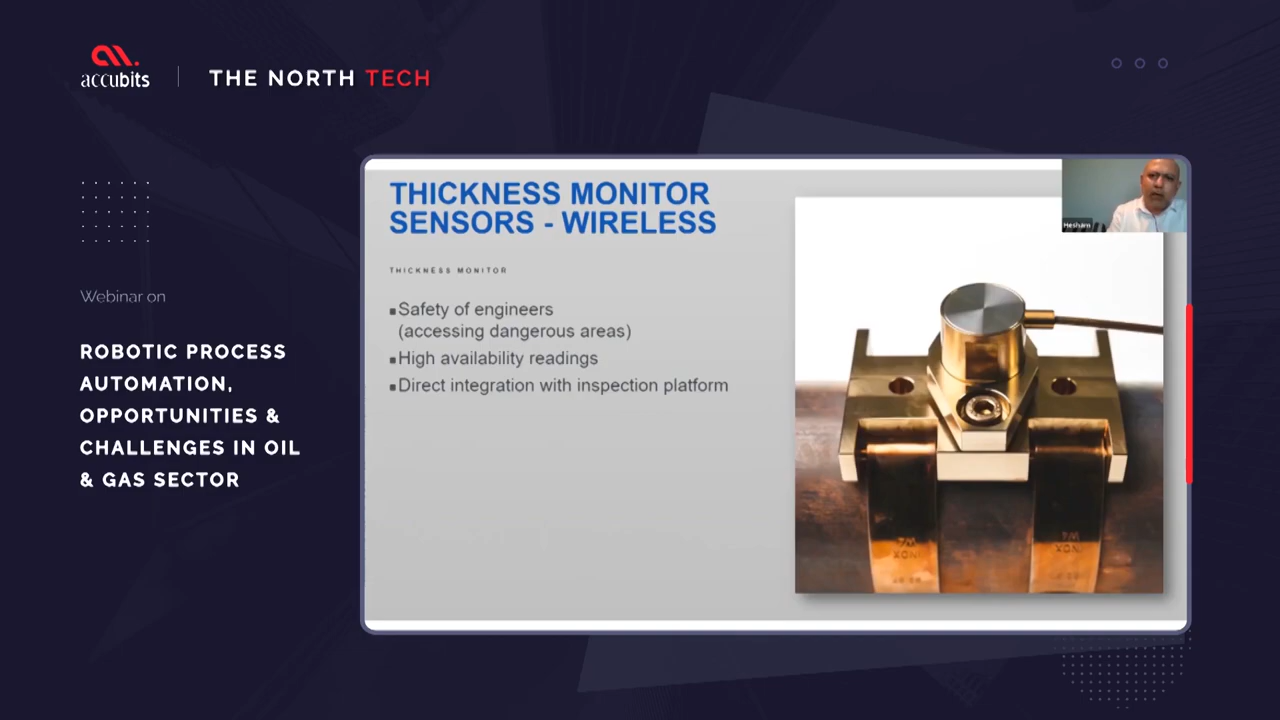 accubits
THE NORTH TECH
Webinar on
ROBOTIC PROCESS
AUTOMATION,
OPPORTUNITIES &
CHALLENGES IN OIL
& GAS SECTOR
THICKNESS MONITOR
SENSORS - WIRELESS
THICKNESS MONITOR
▪Safety of engineers
(accessing dangerous areas)
▪High availability readings
▪Direct integration with inspection platform
Hesham